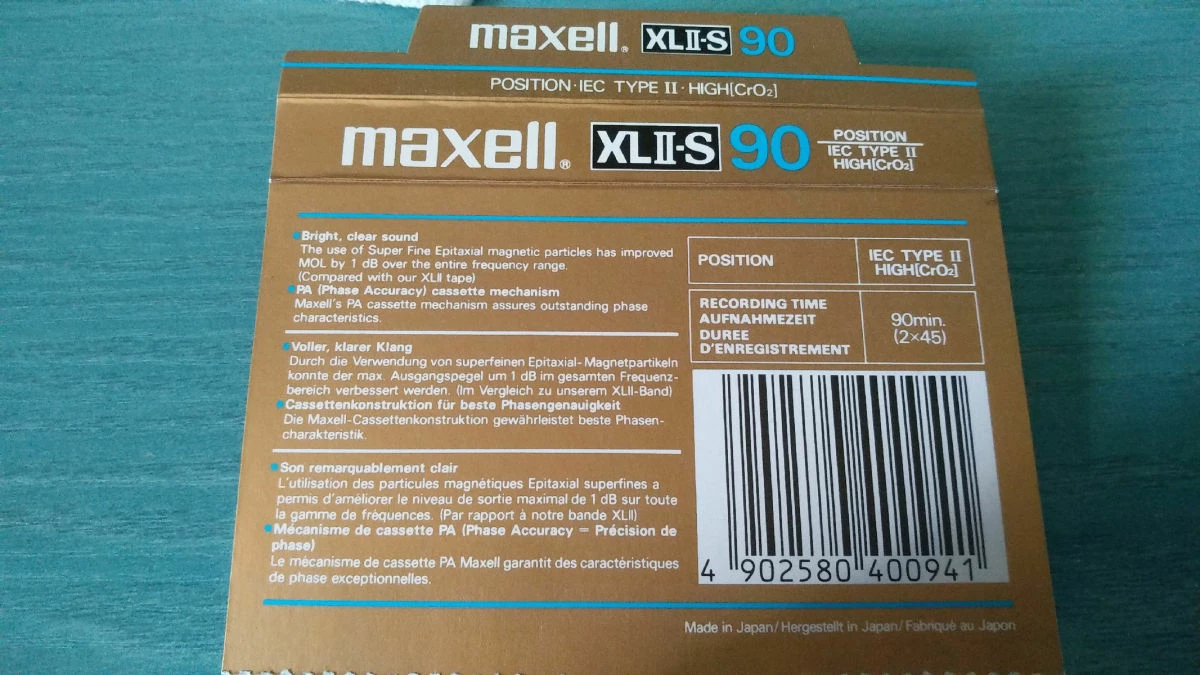 maxell® XLII-S 90
POSITION·IEC TYPE II·HIGH[CrO₂]
maxell® XLII-S 90 POSITION
IEC TYPE II
HIGH[CrO₂]
•Bright, clear sound
The use of Super Fine Epitaxial magnetic particles has improved
MOL by 1 dB over the entire frequency range.
(Compared with our XLII tape)
•PA (Phase Accuracy) cassette mechanism
Maxell's PA cassette mechanism assures outstanding phase
characteristics.
•Voller, klarer Klang
Durch die Verwendung von superfeinen Epitaxial-Magnetpartikeln
konnte der max. Ausgangspegel um 1 dB im gesamten Frequenz-
bereich verbessert werden. (Im Vergleich zu unserem XLII-Band)
•Cassettenkonstruktion für beste Phasengenauigkeit
Die Maxell-Cassettenkonstruktion gewährleistet beste Phasen-
charakteristik.
•Son remarquablement clair
L'utilisation des particules magnétiques Epitaxial superfines a
permis d'améliorer le niveau de sortie maximal de 1 dB sur toute
la gamme de fréquences. (Par rapport à notre bande XLII)
•Mécanisme de cassette PA (Phase Accuracy = Précision de
phase)
Le mécanisme de cassette PA Maxell garantit des caractéristiques
de phase exceptionnelles.
POSITION
IEC TYPE II
HIGH[CrO₂]
RECORDING TIME
AUFNAHMEZEIT
DUREE
D'ENREGISTREMENT
90min.
(2×45)
4 902580 400941
Made in Japan/Hergestellt in Japan/Fabriqué au Japon